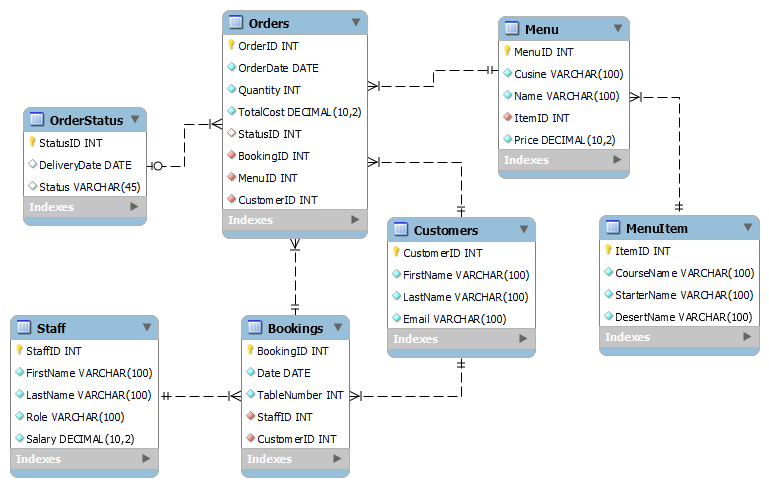 Orders
OrderID INT
OrderDate DATE
Quantity INT
TotalCost DECIMAL(10,2)
StatusID INT
BookingID INT
MenuID INT
CustomerID INT
Indexes
Menu
MenuID INT
Cusine VARCHAR(100)
Name VARCHAR(100)
ItemID INT
Price DECIMAL(10,2)
Indexes
OrderStatus
StatusID INT
DeliveryDate DATE
Status VARCHAR(45)
Indexes
Customers
CustomerID INT
FirstName VARCHAR(100)
LastName VARCHAR(100)
Email VARCHAR(100)
Indexes
MenuItem
ItemID INT
CourseName VARCHAR(100)
StarterName VARCHAR(100)
DesertName VARCHAR(100)
Indexes
Staff
StaffID INT
FirstName VARCHAR(100)
LastName VARCHAR(100)
Role VARCHAR(100)
Salary DECIMAL(10,2)
Indexes
Bookings
BookingID INT
Date DATE
TableNumber INT
StaffID INT
CustomerID INT
Indexes